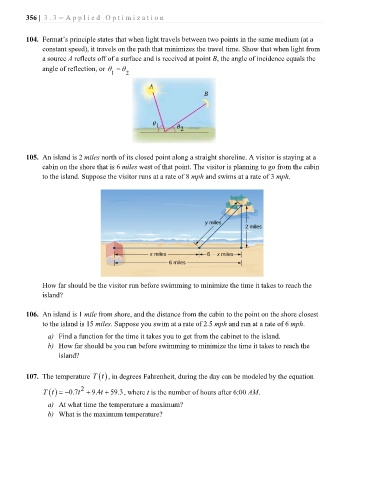 356 | 3 . 3 – A p p l i e d O p t i m i z a t i o n
104. Fermat's principle states that when light travels between two points in the same medium (at a
constant speed), it travels on the path that minimizes the travel time. Show that when light from
a source A reflects off of a surface and is received at point B, the angle of incidence equals the
angle of reflection, or θ1 = θ2
A
B
θ1 θ2
105. An island is 2 miles north of its closed point along a straight shoreline. A visitor is staying at a
cabin on the shore that is 6 miles west of that point. The visitor is planning to go from the cabin
to the island. Suppose the visitor runs at a rate of 8 mph and swims at a rate of 3 mph.
y miles
2 miles
x miles 6 x miles
6 miles
How far should be the visitor run before swimming to minimize the time it takes to reach the
island?
106. An island is 1 mile from shore, and the distance from the cabin to the point on the shore closest
to the island is 15 miles. Suppose you swim at a rate of 2.5 mph and run at a rate of 6 mph.
a) Find a function for the time it takes you to get from the cabinet to the island.
b) How far should be you run before swimming to minimize the time it takes to reach the
island?
107. The temperature T(t), in degrees Fahrenheit, during the day can be modeled by the equation
T(t) = −0.7t² + 9.4t + 59.3, where t is the number of hours after 6:00 AM.
a) At what time the temperature a maximum?
b) What is the maximum temperature?